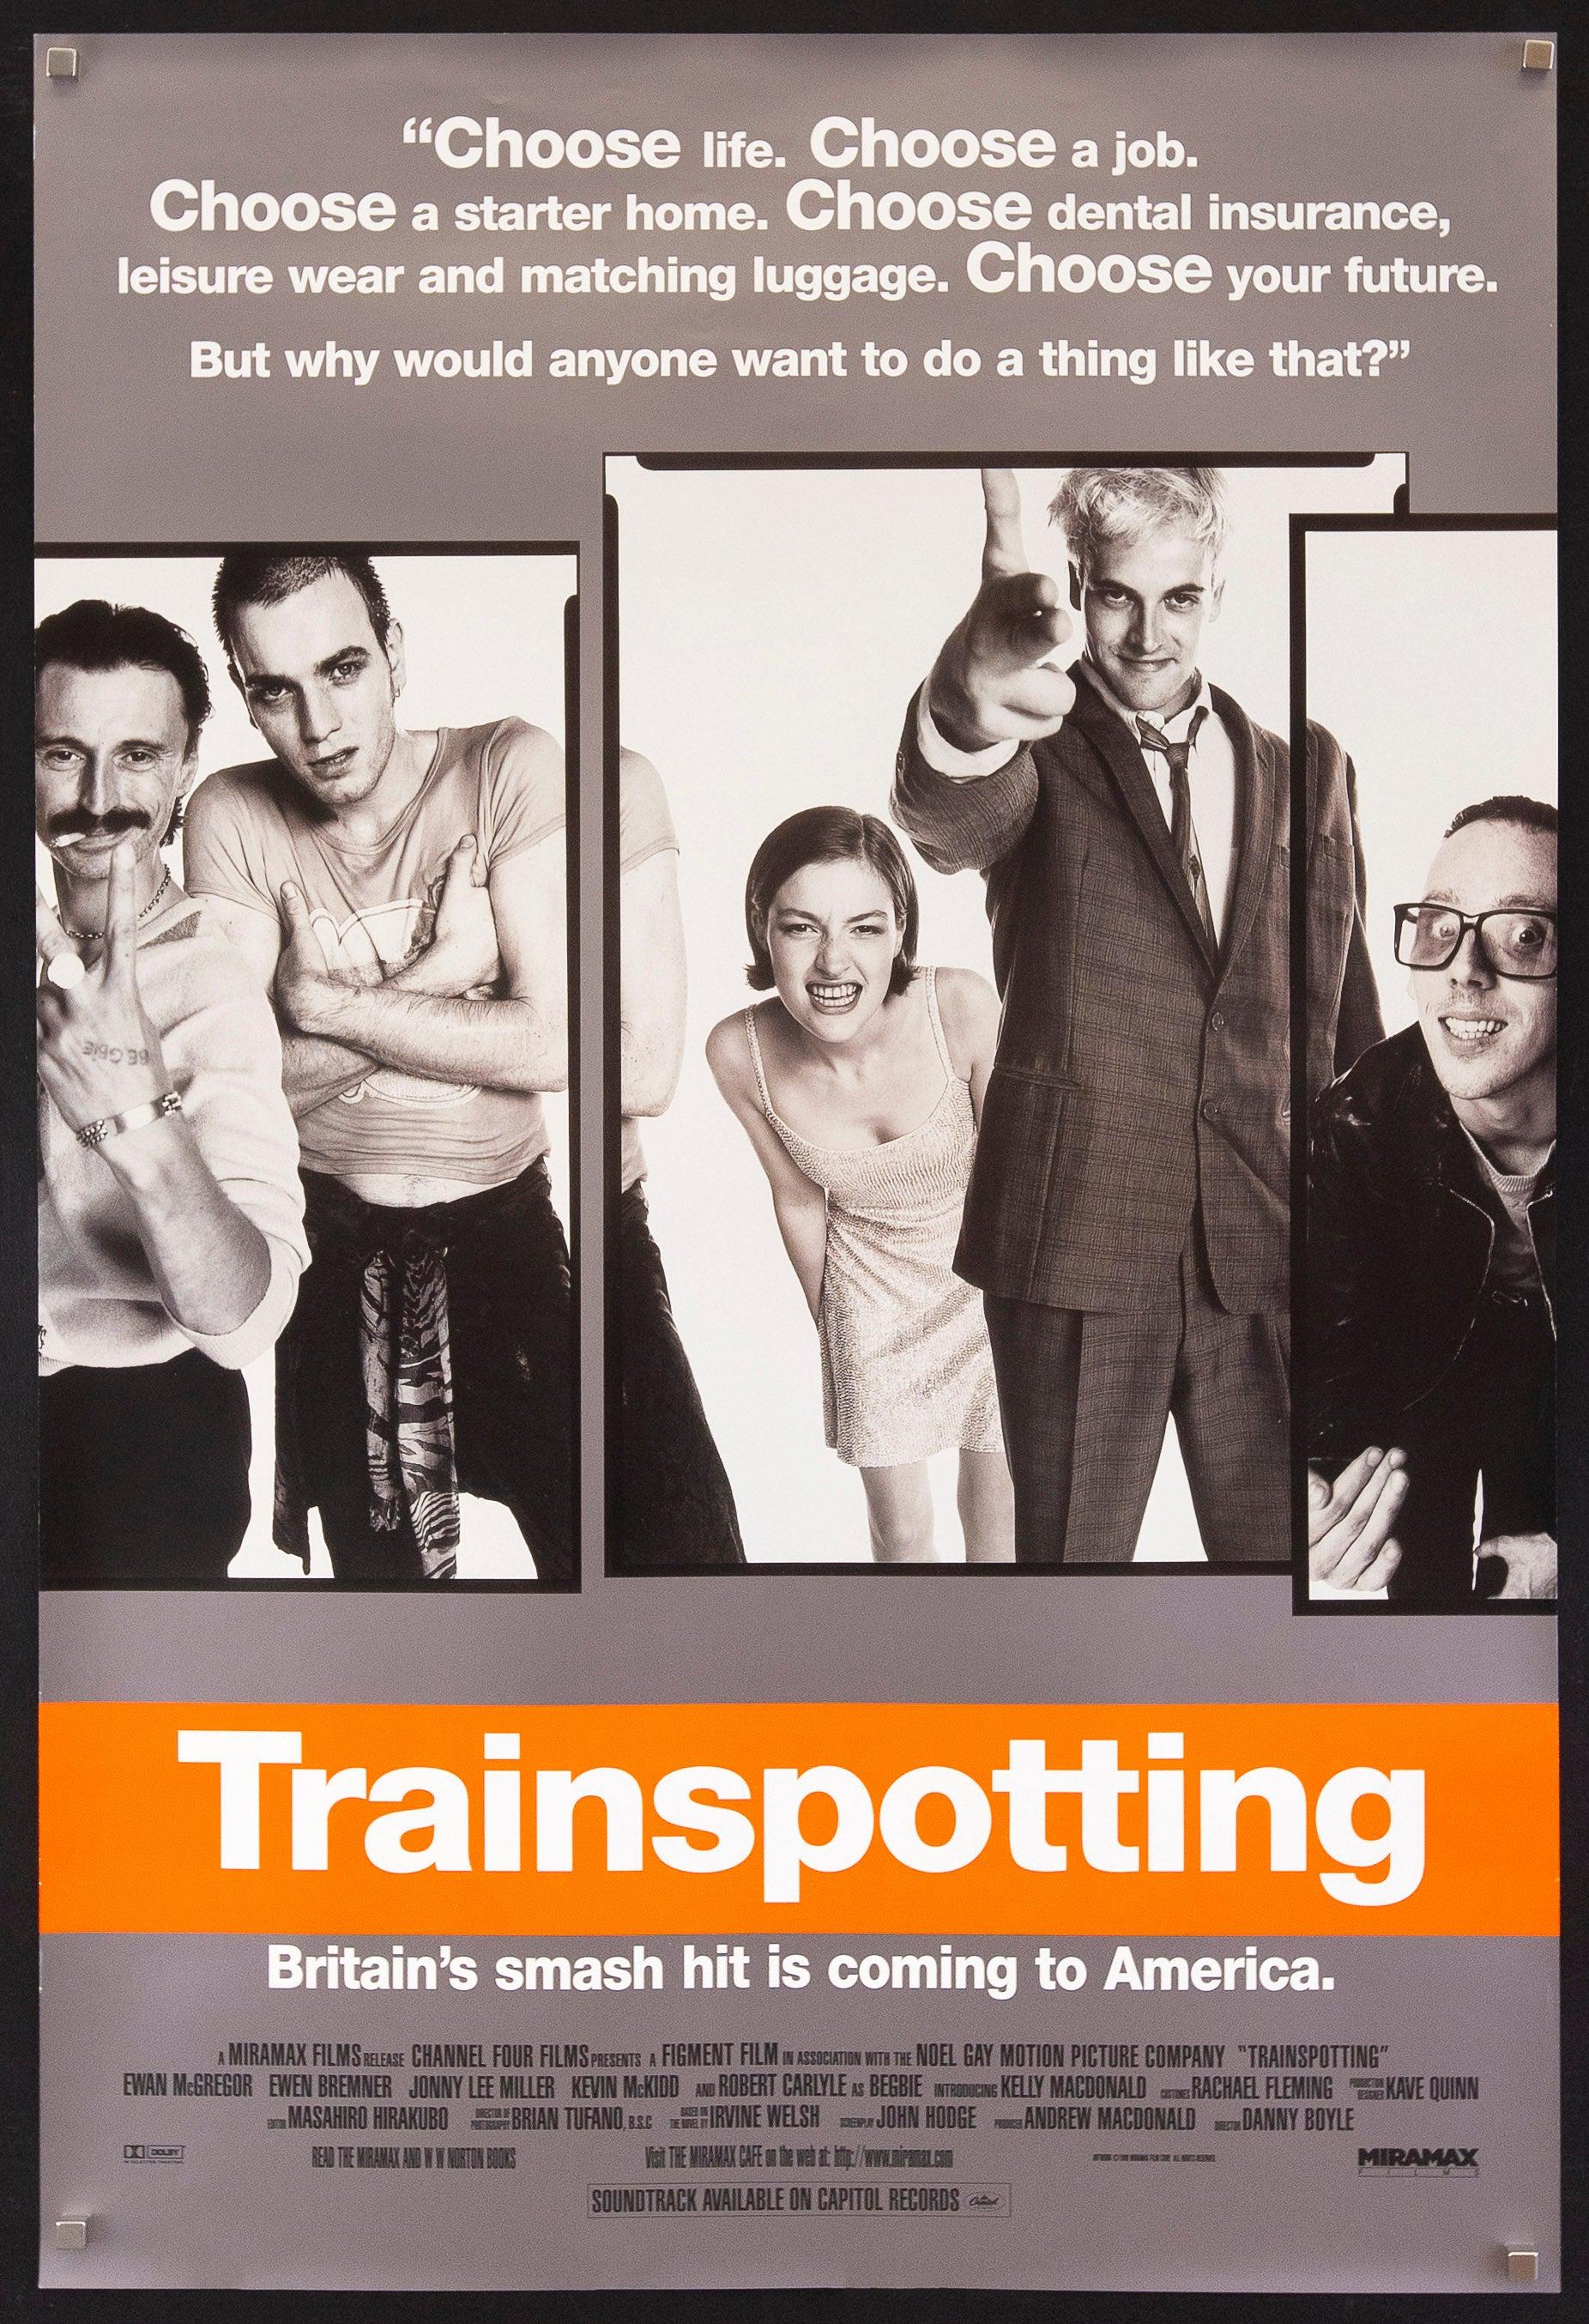 “Choose life. Choose a job.
Choose a starter home. Choose dental insurance,
leisure wear and matching luggage. Choose your future.
But why would anyone want to do a thing like that?”
BEGBIE
Trainspotting
Britain’s smash hit is coming to America.
A MIRAMAX FILMS RELEASE CHANNEL FOUR FILMS PRESENTS A FIGMENT FILM IN ASSOCIATION WITH THE NOEL GAY MOTION PICTURE COMPANY “TRAINSPOTTING”
EWAN McGREGOR EWEN BREMNER JONNY LEE MILLER KEVIN McKIDD AND ROBERT CARLYLE AS BEGBIE INTRODUCING KELLY MACDONALD COSTUMES RACHAEL FLEMING PRODUCTION DESIGNER KAVE QUINN
EDITOR MASAHIRO HIRAKUBO DIRECTOR OF PHOTOGRAPHY BRIAN TUFANO, B.S.C BASED ON THE NOVEL BY IRVINE WELSH SCREENPLAY JOHN HODGE PRODUCER ANDREW MACDONALD DIRECTOR DANNY BOYLE
DOLBY
READ THE MIRAMAX AND W W NORTON BOOKS
Visit THE MIRAMAX CAFE on the web at: http://www.miramax.com
MIRAMAX
FILMS
SOUNDTRACK AVAILABLE ON CAPITOL RECORDS Capitol